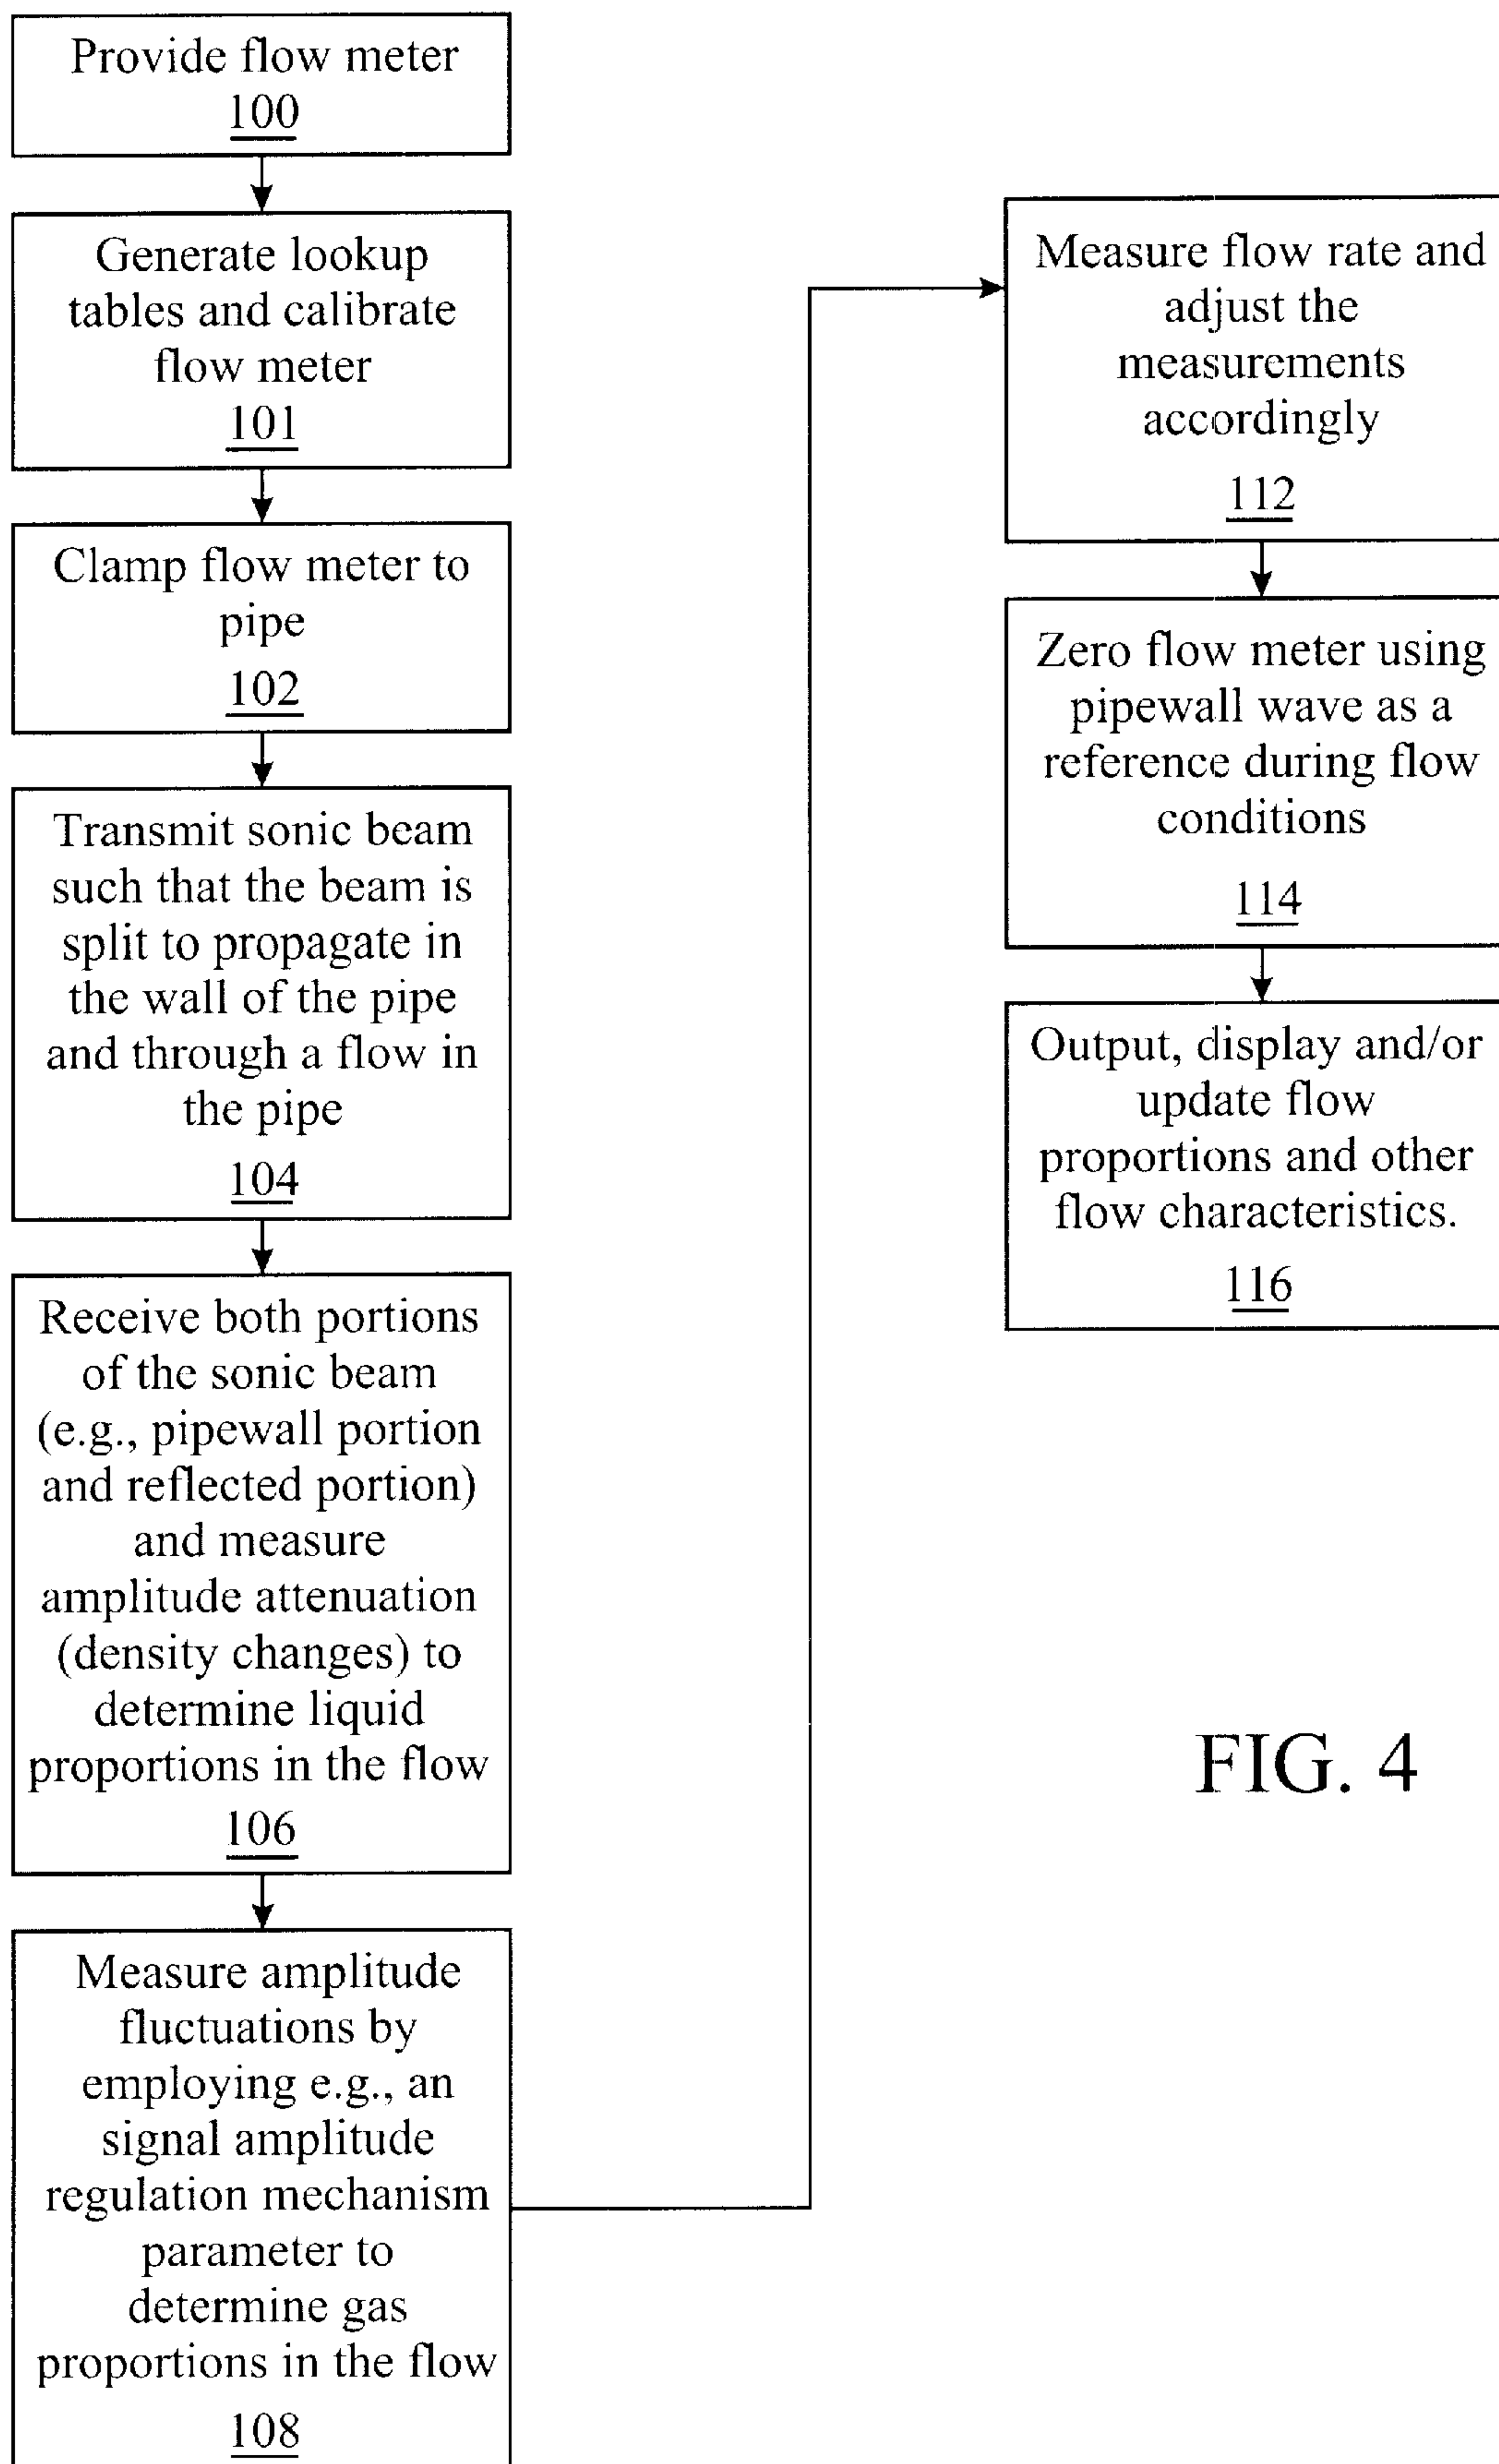 Provide flow meter
100
Generate lookup
tables and calibrate
flow meter
101
Clamp flow meter to
pipe
102
Transmit sonic beam
such that the beam is
split to propagate in
the wall of the pipe
and through a flow in
the pipe
104
Receive both portions
of the sonic beam
(e.g., pipewall portion
and reflected portion)
and measure
amplitude attenuation
(density changes) to
determine liquid
proportions in the flow
106
Measure amplitude
fluctuations by
employing e.g., an
signal amplitude
regulation mechanism
parameter to
determine gas
proportions in the flow
108
Measure flow rate and
adjust the
measurements
accordingly
112
Zero flow meter using
pipewall wave as a
reference during flow
conditions
114
Output, display and/or
update flow
proportions and other
flow characteristics.
116
FIG. 4